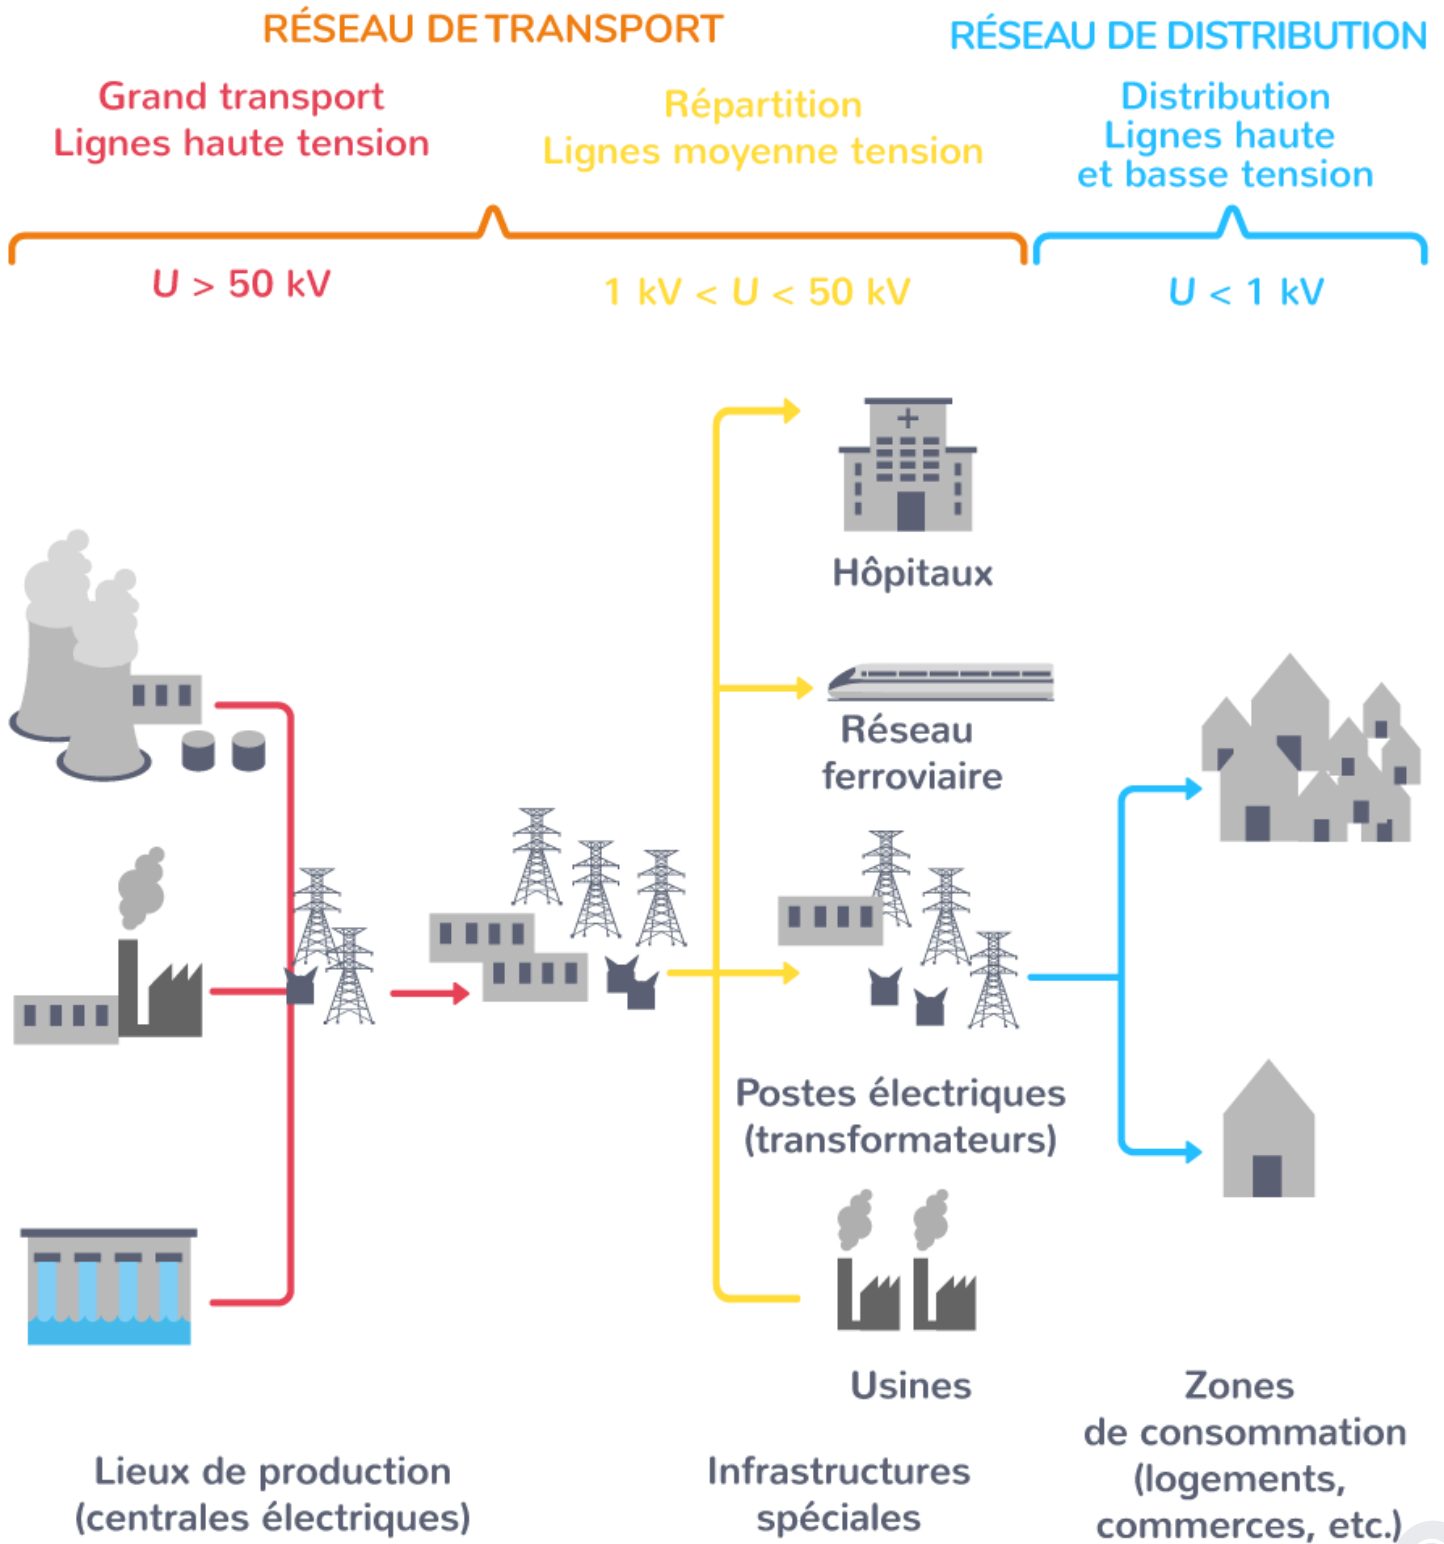 RÉSEAU DE TRANSPORT
RÉSEAU DE DISTRIBUTION
Grand transport
Lignes haute tension
Répartition
Lignes moyenne tension
Distribution
Lignes haute
et basse tension
U > 50 kV
1 kV < U < 50 kV
U < 1 kV
Hôpitaux
Réseau
ferroviaire
Postes électriques
(transformateurs)
Usines
Lieux de production
(centrales électriques)
Infrastructures
spéciales
Zones
de consommation
(logements,
commerces, etc.)